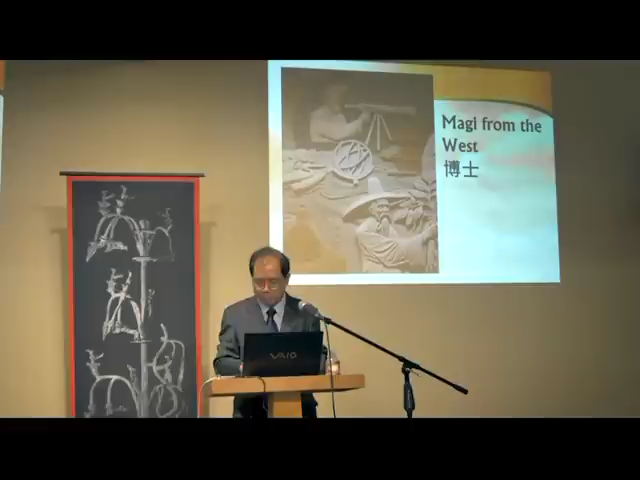 Magi from the
West
博士
VAIO